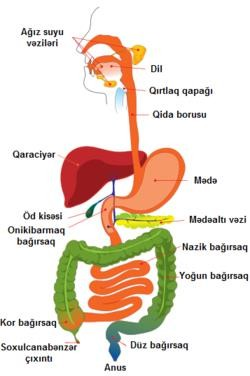 Ağız suyu
vəziləri
Dil
Qırtlaq qapağı
Qida borusu
Qaraciyər
Mədə
Öd kisəsi
Onikibarmaq
bağırsaq
Mədəaltı vəzi
Nazik bağırsaq
Yoğun bağırsaq
Kor bağırsaq
Soxulcanabənzər
çıxıntı
Düz bağırsaq
Anus